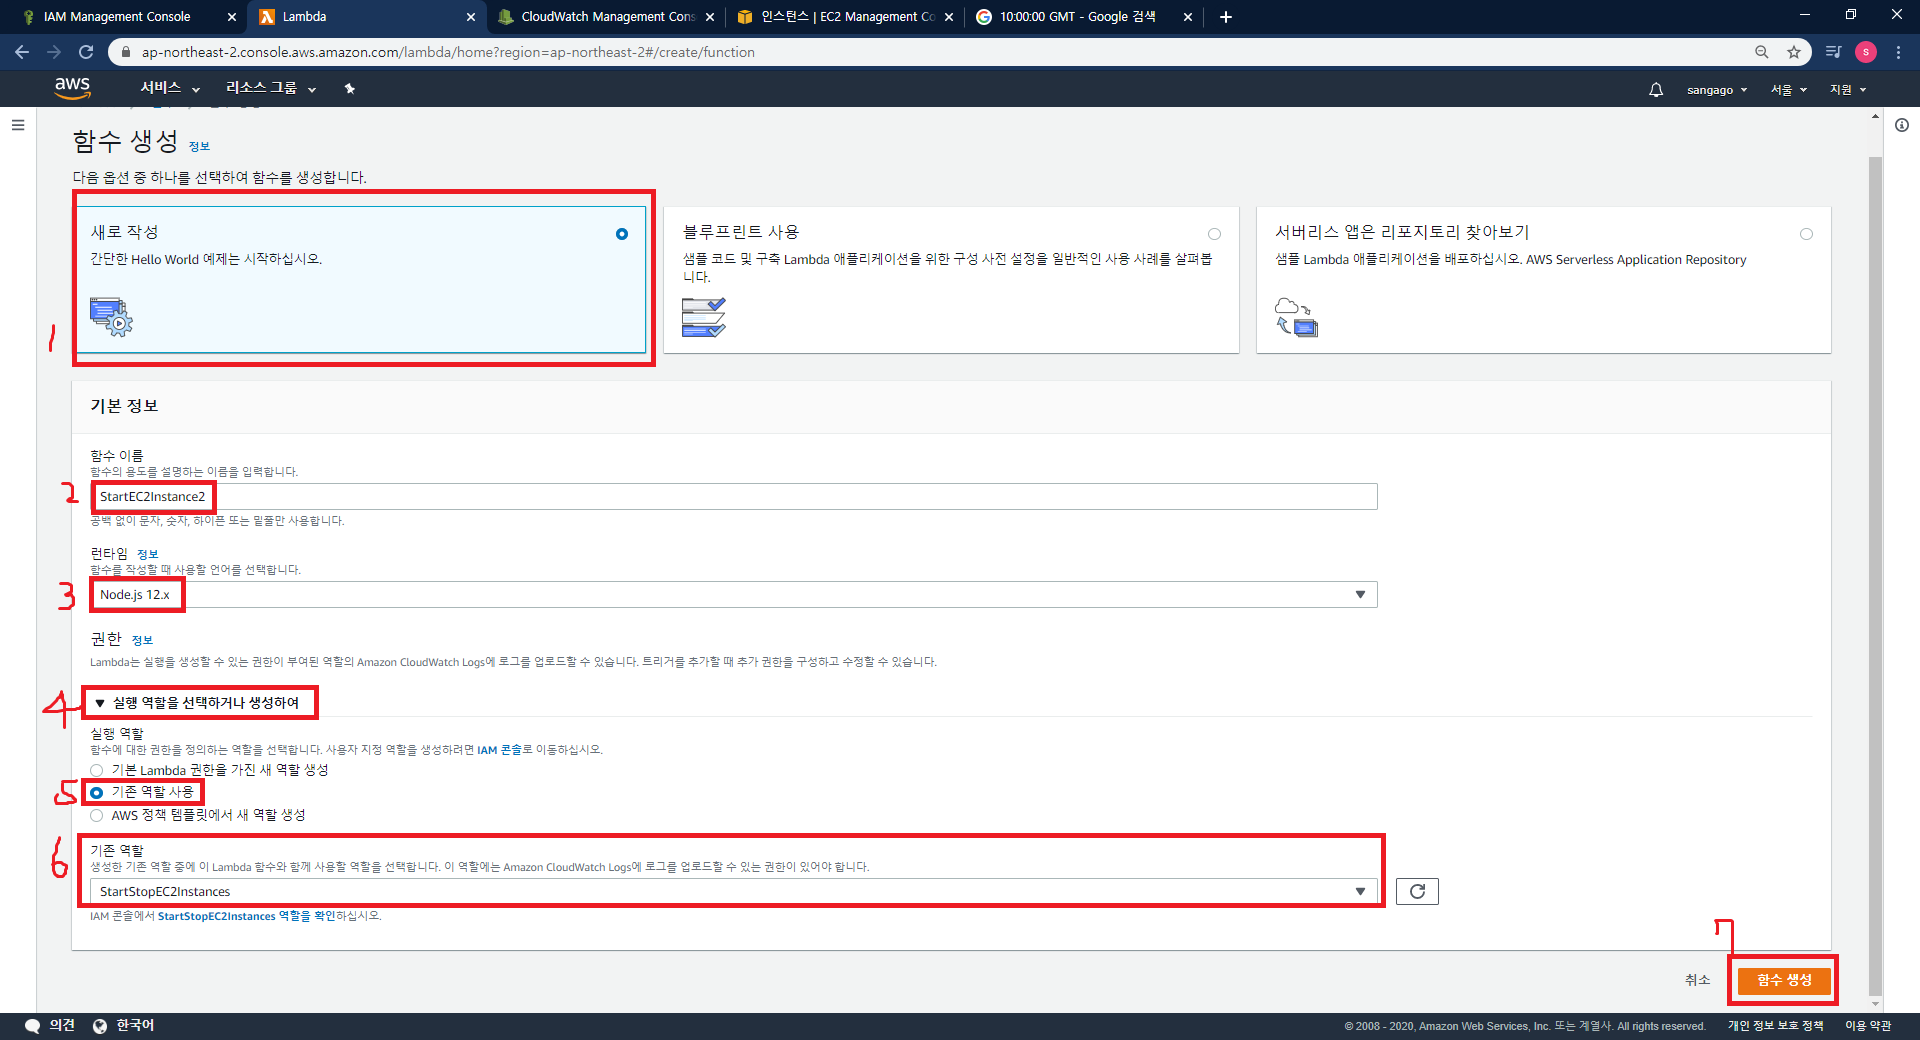 IAM Management Console
Lambda
CloudWatch Management Con
인스턴스 | EC2 Management Co
10:00:00 GMT - Google 검색
ap-northeast-2.console.aws.amazon.com/lambda/home?region=ap-northeast-2#/create/function
s
aws
서비스
리소스 그룹
sangago
서울
지원
함수 생성 정보
다음 옵션 중 하나를 선택하여 함수를 생성합니다.
새로 작성
간단한 Hello World 예제는 시작하십시오.
블루프린트 사용
샘플 코드 및 구축 Lambda 애플리케이션을 위한 구성 사전 설정을 일반적인 사용 사례를 살펴봅
니다.
서버리스 앱은 리포지토리 찾아보기
샘플 Lambda 애플리케이션을 배포하십시오. AWS Serverless Application Repository
1
기본 정보
함수 이름
함수의 용도를 설명하는 이름을 입력합니다.
2
StartEC2Instance2
공백 없이 문자, 숫자, 하이픈 또는 밑줄만 사용합니다.
런타임 정보
함수를 작성할 때 사용할 언어를 선택합니다.
3
Node.js 12.x
권한 정보
Lambda는 실행을 생성할 수 있는 권한이 부여된 역할의 Amazon CloudWatch Logs에 로그를 업로드할 수 있습니다. 트리거를 추가할 때 추가 권한을 구성하고 수정할 수 있습니다.
4
▼ 실행 역할을 선택하거나 생성하여
실행 역할
함수에 대한 권한을 정의하는 역할을 선택합니다. 사용자 지정 역할을 생성하려면 IAM 콘솔로 이동하십시오.
기본 Lambda 권한을 가진 새 역할 생성
5
기존 역할 사용
AWS 정책 템플릿에서 새 역할 생성
6
기존 역할
생성한 기존 역할 중에 이 Lambda 함수와 함께 사용할 역할을 선택합니다. 이 역할에는 Amazon CloudWatch Logs에 로그를 업로드할 수 있는 권한이 있어야 합니다.
StartStopEC2Instances
IAM 콘솔에서 StartStopEC2Instances 역할을 확인하십시오.
7
취소
함수 생성
의견
한국어
© 2008 - 2020, Amazon Web Services, Inc. 또는 계열사. All rights reserved.
개인 정보 보호 정책
이용 약관